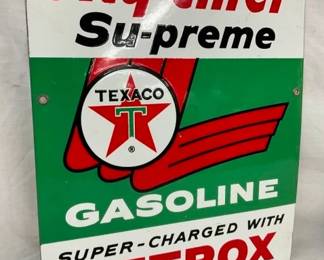 Su-preme
TEXACO
T
®
GASOLINE
SUPER-CHARGED WITH